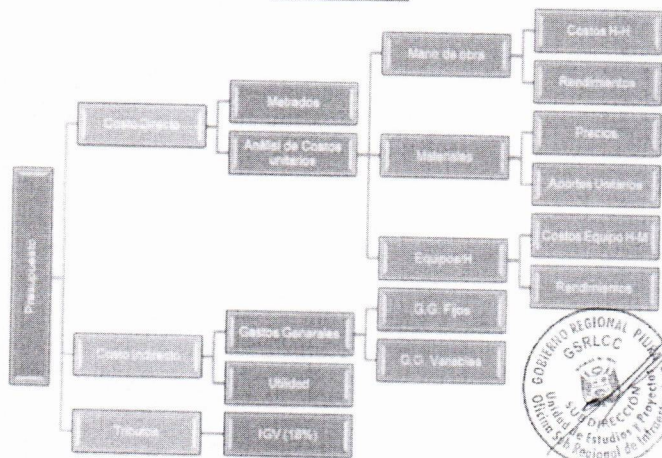 Presupuesto
Costo Directo
Metrados
Análisi de Costos
unitarios
Mano de obra
Costos H-H
Rendimientos
Materiales
Precios
Aportes Unitarios
Equipos H
Costos Equipo H-M
Rendimientos
Costo Indirecto
Gastos Generales
G.G. Fijos
G.G. Variables
Utilidad
Tributos
IGV (18%)
GOBIERNO REGIONAL PIURA
GSRLCC
SUB DIRECCIÓN
Unidad de Estudios y Proyectos
Oficina Sub Regional de